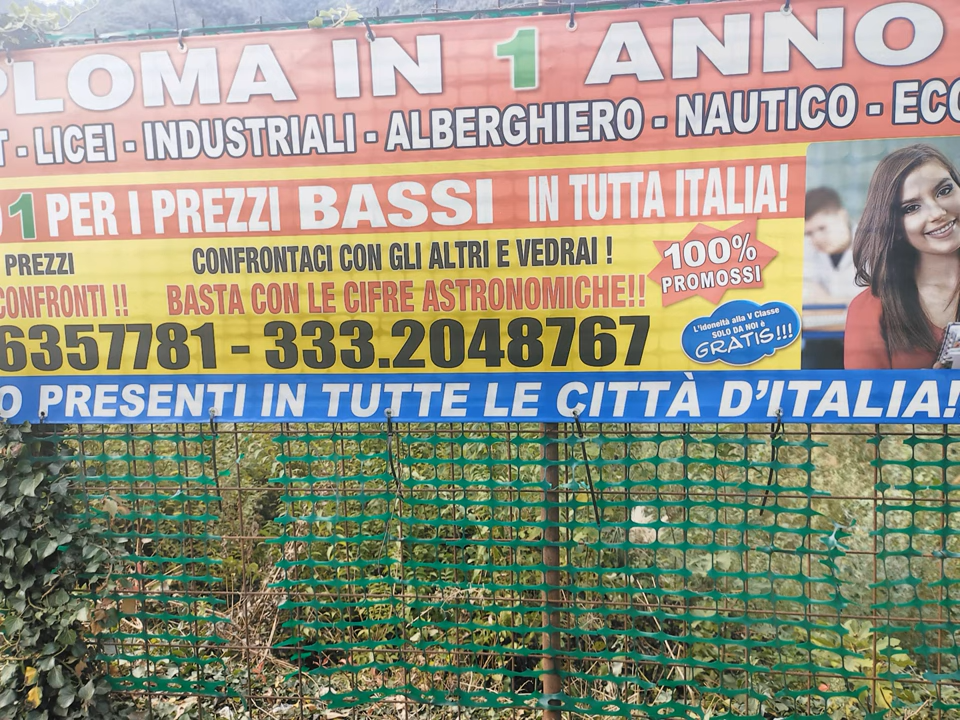 PLOMA IN 1 ANNO
T - LICEI - INDUSTRIALI - ALBERGHIERO - NAUTICO - ECO
1 PER I PREZZI BASSI IN TUTTA ITALIA!
PREZZI CONFRONTACI CON GLI ALTRI E VEDRAI !
CONFRONTI !! BASTA CON LE CIFRE ASTRONOMICHE!!
100%
PROMOSSI
6357781 - 333.2048767
L'idoneità alla V Classe
SOLO DA NOI è
GRATIS!!!
O PRESENTI IN TUTTE LE CITTÀ D'ITALIA!